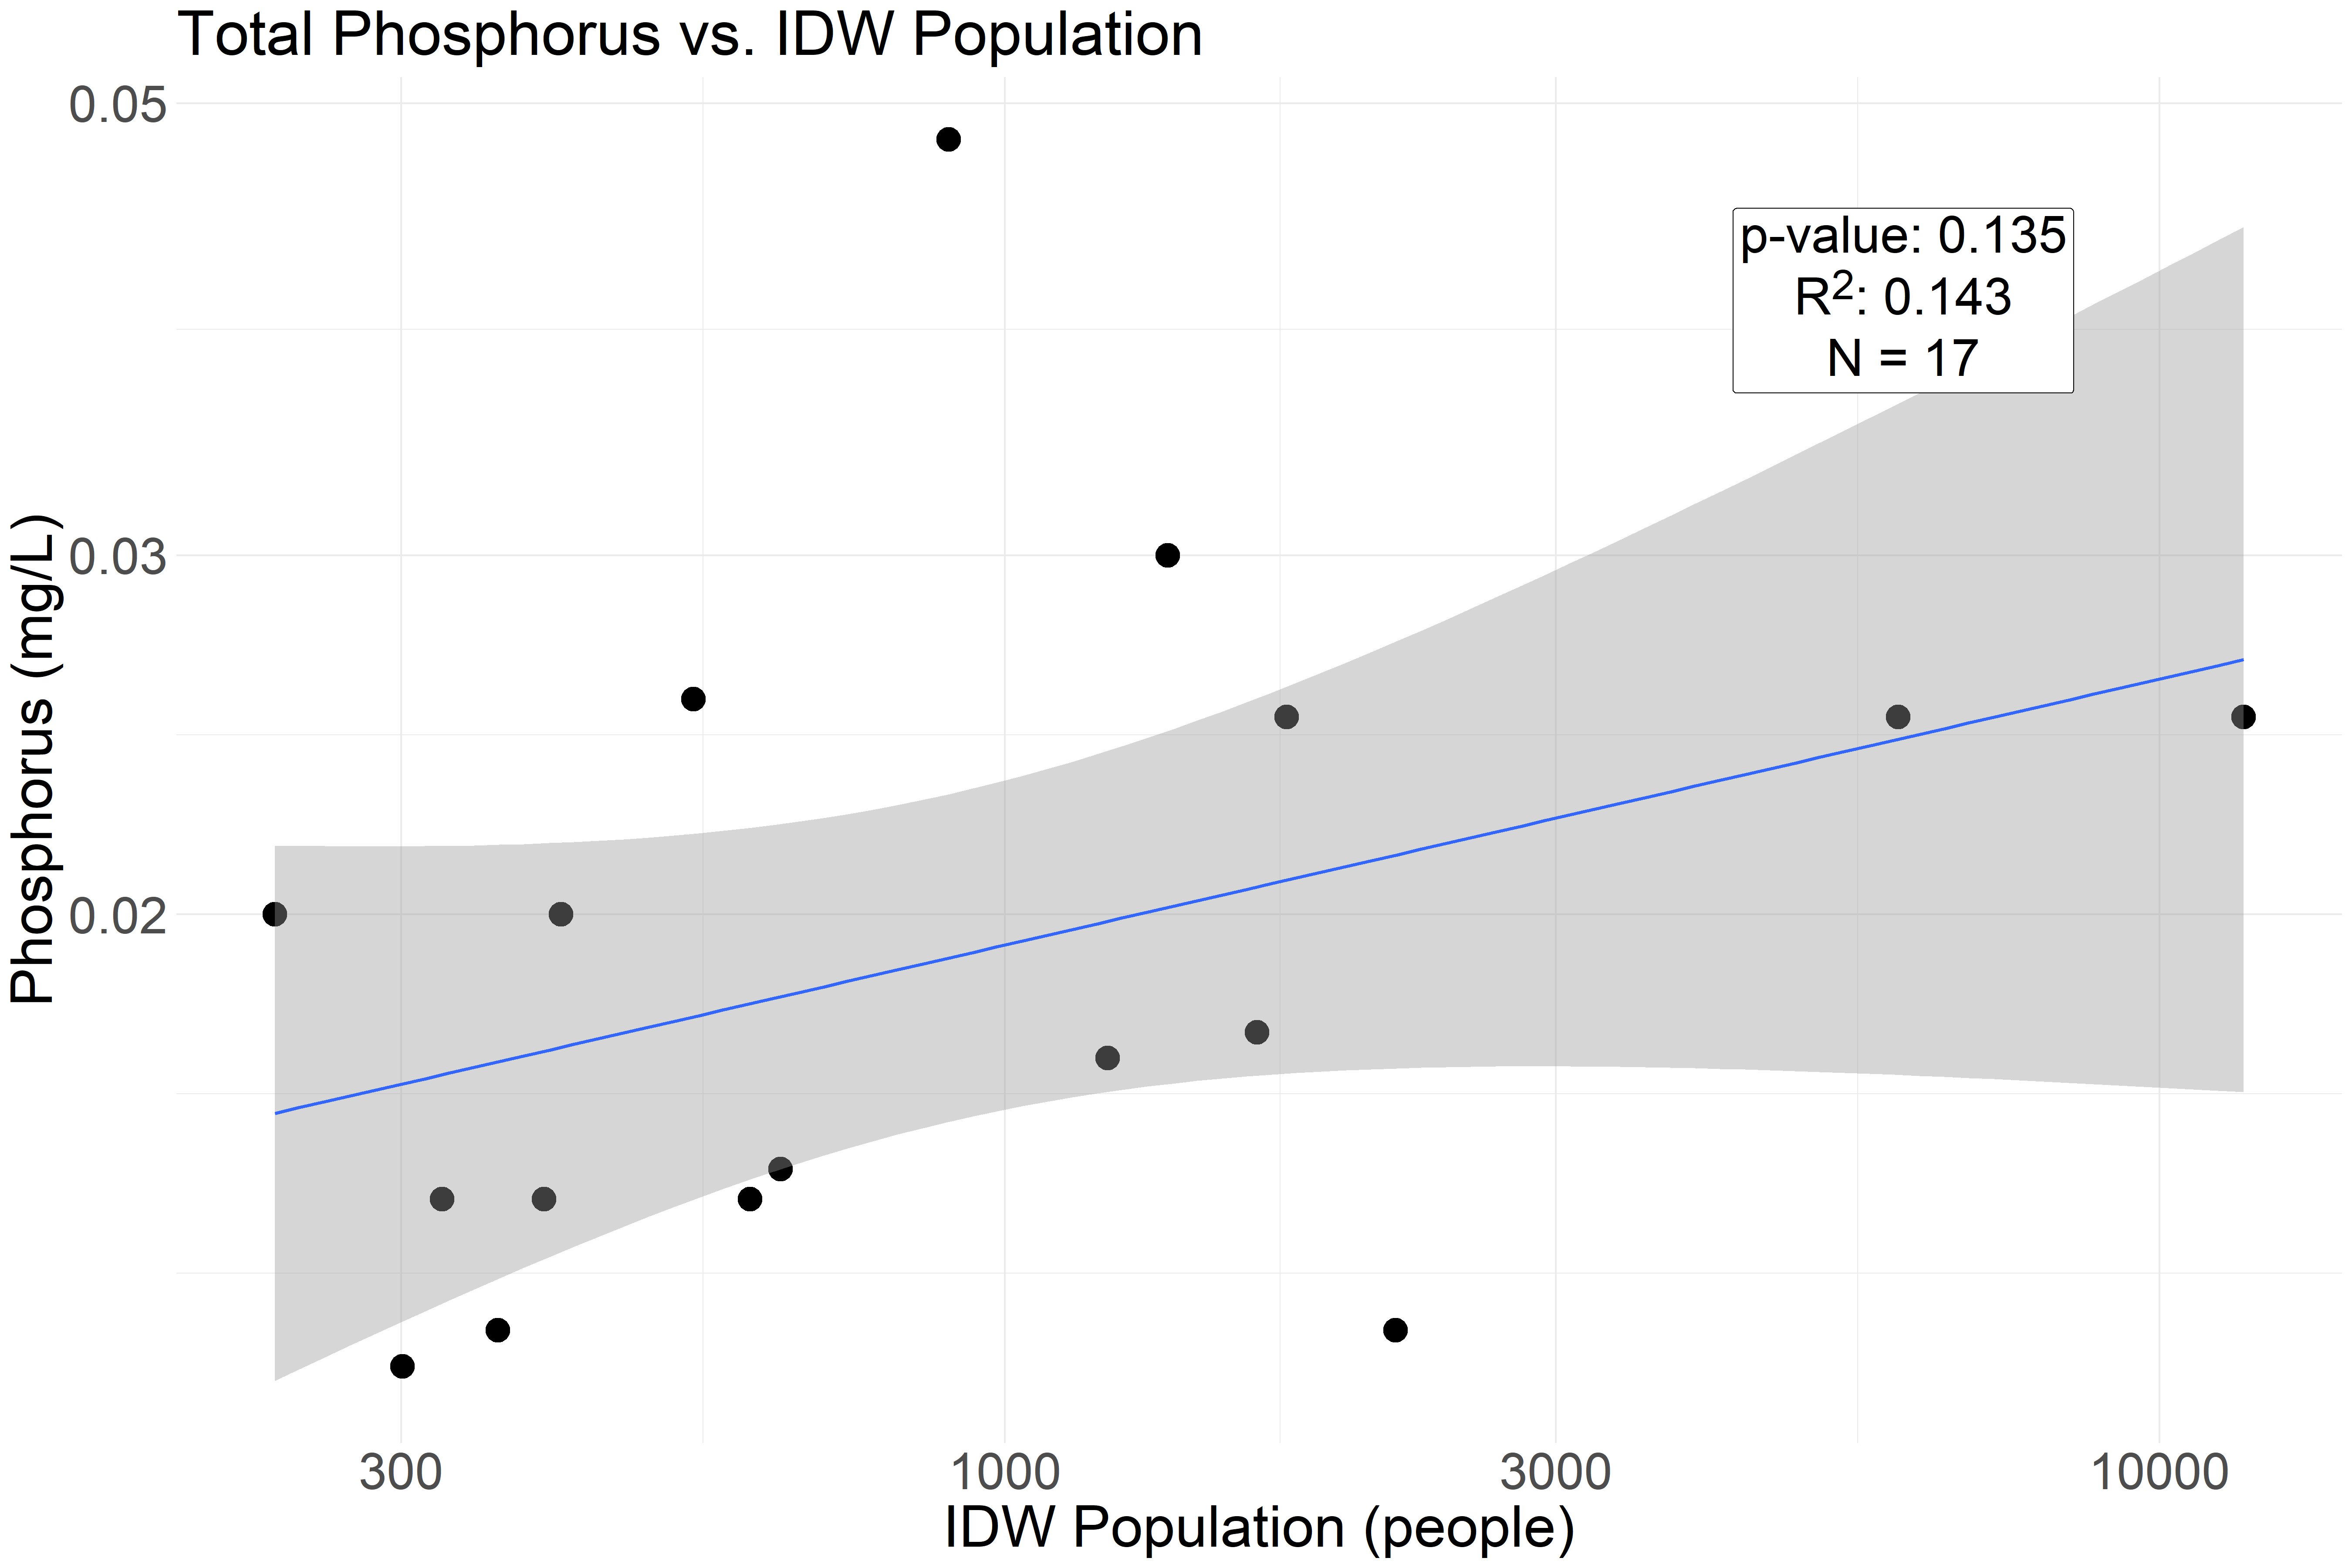 Total Phosphorus vs. IDW Population
0.05
0.03
0.02
Phosphorus (mg/L)
p-value: 0.135
R²: 0.143
N = 17
300 1000 3000 10000
IDW Population (people)